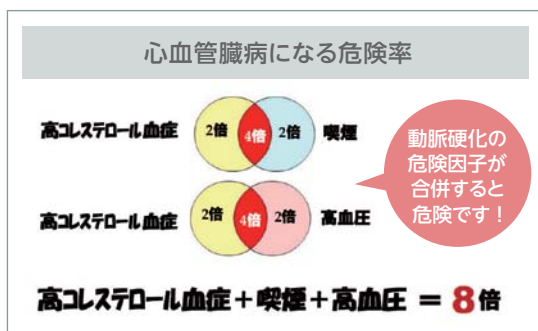 心血管臓病になる危険率
高コレステロール血症 2倍 4倍 2倍 喫煙
動脈硬化の
危険因子が
合併すると
危険です！
高コレステロール血症 2倍 4倍 2倍 高血圧
高コレステロール血症＋喫煙＋高血圧 ＝ 8倍